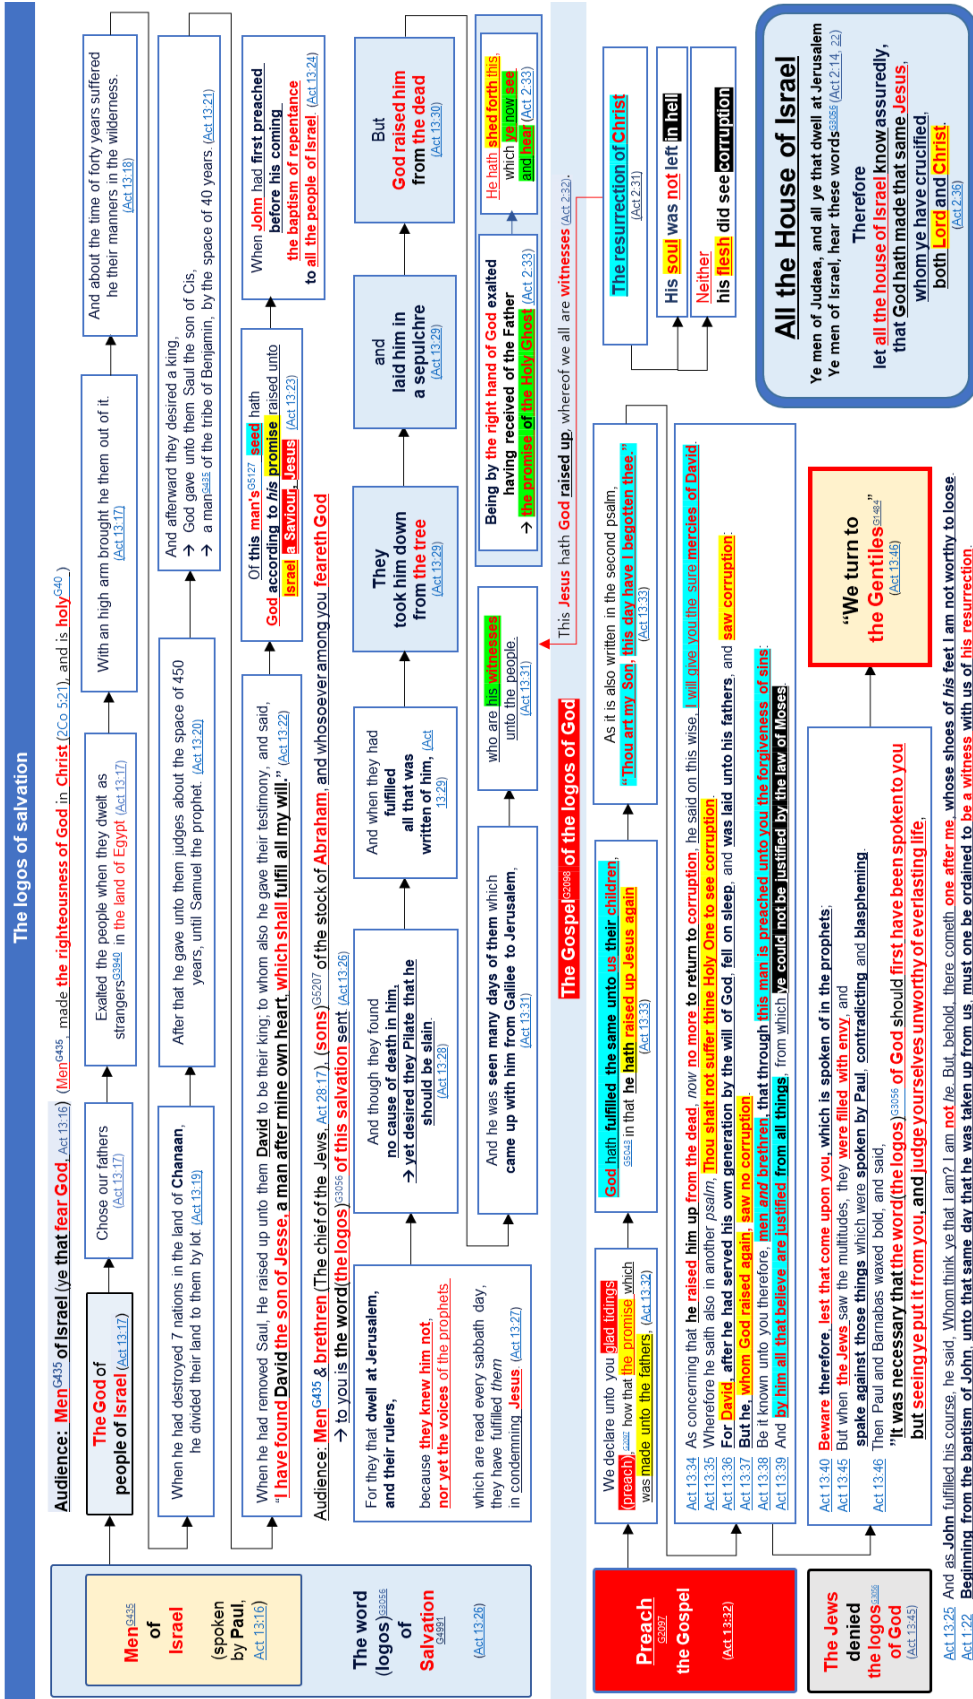 The logos of salvation
Audience: Men G435 of Israel (ye that fear God, Act 13:16) (Men G435, made the righteousness of God in Christ (2Co 5:21), and is holy G40 )
Men G435
of
Israel
(spoken
by Paul,
Act 13:16)
The God of
people of Israel (Act 13:17)
Chose our fathers
(Act 13:17)
Exalted the people when they dwelt as
strangers G3940 in the land of Egypt (Act 13:17)
With an high arm brought he them out of it.
(Act 13:17)
And about the time of forty years suffered
he their manners in the wilderness.
(Act 13:18)
When he had destroyed 7 nations in the land of Chanaan,
he divided their land to them by lot. (Act 13:19)
After that he gave unto them judges about the space of 450
years, until Samuel the prophet. (Act 13:20)
And afterward they desired a king,
→ God gave unto them Saul the son of Cis,
→ a man G435 of the tribe of Benjamin, by the space of 40 years (Act 13:21)
When he had removed Saul, He raised up unto them David to be their king; to whom also he gave their testimony, and said,
"I have found David the son of Jesse, a man after mine own heart, which shall fulfil all my will." (Act 13:22)
Of this man's G5127 seed hath
God according to his promise raised unto
Israel a Saviour, Jesus (Act 13:23)
When John had first preached
before his coming
the baptism of repentance
to all the people of Israel. (Act 13:24)
Audience: Men G435 & brethren (The chief of the Jews. Act 28:17), (sons) G5207 of the stock of Abraham, and whosoever among you feareth God
→ to you is the word(the logos) G3056 of this salvation sent (Act 13:26)
The word
(logos) G3056
of
Salvation
G4991
(Act 13:26)
For they that dwell at Jerusalem,
and their rulers,
because they knew him not,
nor yet the voices of the prophets
which are read every sabbath day,
they have fulfilled them
in condemning Jesus. (Act 13:27)
And though they found
no cause of death in him,
→ yet desired they Pilate that he
should be slain.
(Act 13:28)
And when they had
fulfilled
all that was
written of him, (Act
13:29)
They
took him down
from the tree
(Act 13:29)
and
laid him in
a sepulchre
(Act 13:29)
But
God raised him
from the dead
(Act 13:30)
And he was seen many days of them which
came up with him from Galilee to Jerusalem,
(Act 13:31)
who are his witnesses
unto the people.
(Act 13:31)
Being by the right hand of God exalted
having received of the Father
→ the promise of the Holy Ghost (Act 2:33)
He hath shed forth this,
which ye now see
and hear (Act 2:33)
This Jesus hath God raised up, whereof we all are witnesses (Act 2:32).
The Gospel G2098 of the logos of God
Preach
G2097
the Gospel
(Act 13:32)
We declare unto you glad tidings
(preach), G2097 how that the promise which
was made unto the fathers, (Act 13:32)
God hath fulfilled the same unto us their children,
G5043 in that he hath raised up Jesus again
(Act 13:33)
As it is also written in the second psalm,
"Thou art my Son, this day have I begotten thee."
(Act 13:33)
The resurrection of Christ
(Act 2:31)
His soul was not left in hell
Neither
his flesh did see corruption
Act 13:34 As concerning that he raised him up from the dead, now no more to return to corruption, he said on this wise, I will give you the sure mercies of David.
Act 13:35 Wherefore he saith also in another psalm, Thou shalt not suffer thine Holy One to see corruption.
Act 13:36 For David, after he had served his own generation by the will of God, fell on sleep, and was laid unto his fathers, and saw corruption:
Act 13:37 But he, whom God raised again, saw no corruption.
Act 13:38 Be it known unto you therefore, men and brethren, that through this man is preached unto you the forgiveness of sins:
Act 13:39 And by him all that believe are justified from all things, from which ye could not be justified by the law of Moses.
The Jews
denied
the logos G3056
of God
(Act 13:45)
Act 13:40 Beware therefore, lest that come upon you, which is spoken of in the prophets;
Act 13:45 But when the Jews saw the multitudes, they were filled with envy, and
spake against those things which were spoken by Paul, contradicting and blaspheming.
Act 13:46 Then Paul and Barnabas waxed bold, and said,
"It was necessary that the word(the logos) G3056 of God should first have been spoken to you
but seeing ye put it from you, and judge yourselves unworthy of everlasting life,
"We turn to
the Gentiles G1484"
(Act 13:46)
All the House of Israel
Ye men of Judaea, and all ye that dwell at Jerusalem
Ye men of Israel, hear these words G3056 (Act 2:14, 22)
Therefore
let all the house of Israel know assuredly,
that God hath made that same Jesus,
whom ye have crucified,
both Lord and Christ.
(Act 2:36)
Act 13:25 And as John fulfilled his course, he said, Whom think ye that I am? I am not he. But, behold, there cometh one after me, whose shoes of his feet I am not worthy to loose
Act 1:22 Beginning from the baptism of John, unto that same day that he was taken up from us, must one be ordained to be a witness with us of his resurrection.